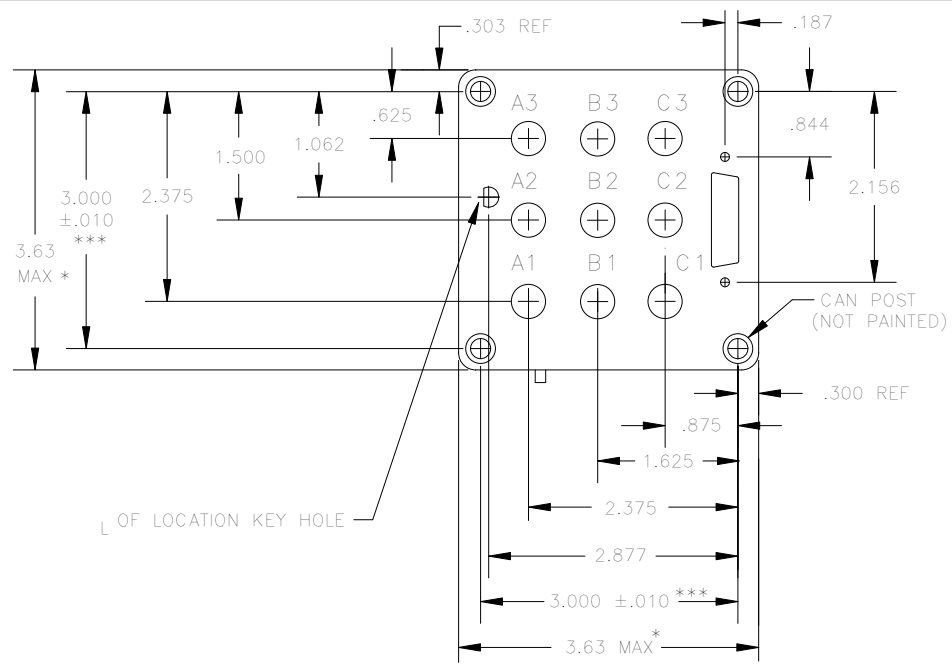 .303 REF
.187
A3 B3 C3
.625
.844
1.062
1.500
A2 B2 C2
3.000
±.010
***
2.375
2.156
3.63
MAX *
A1 B1 C1
CAN POST
(NOT PAINTED)
.300 REF
.875
1.625
L OF LOCATION KEY HOLE
2.375
2.877
3.000 ±.010 ***
3.63 MAX *